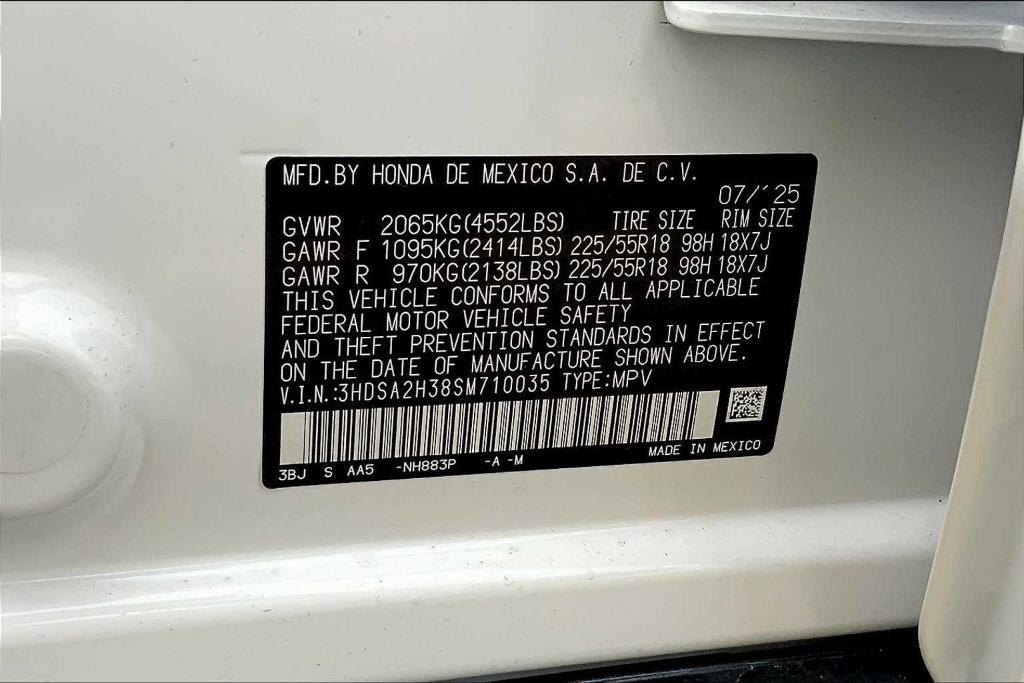 MFD.BY HONDA DE MEXICO S.A. DE C.V.
07/'25
GVWR 2065KG(4552LBS) TIRE SIZE RIM SIZE
GAWR F 1095KG(2414LBS) 225/55R18 98H 18X7J
GAWR R 970KG(2138LBS) 225/55R18 98H 18X7J
THIS VEHICLE CONFORMS TO ALL APPLICABLE
FEDERAL MOTOR VEHICLE SAFETY
AND THEFT PREVENTION STANDARDS IN EFFECT
ON THE DATE OF MANUFACTURE SHOWN ABOVE.
V.I.N.:3HDSA2H38SM710035 TYPE:MPV
3BJ S AA5 -NH883P -A -M MADE IN MEXICO